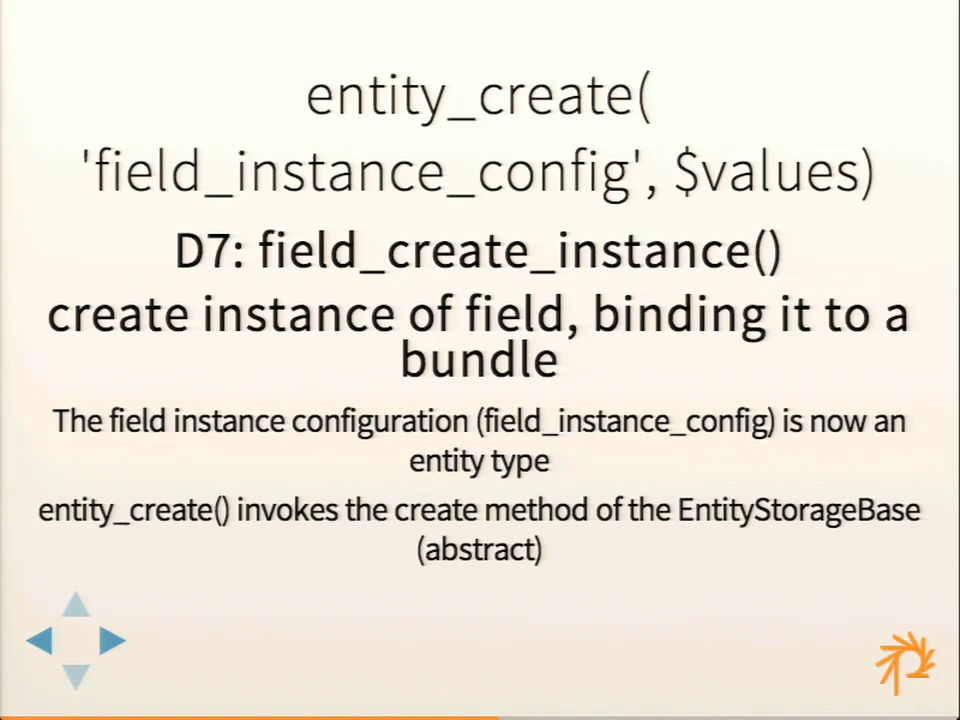 entity_create(
'field_instance_config', $values)
D7: field_create_instance()
create instance of field, binding it to a
bundle
The field instance configuration (field_instance_config) is now an
entity type
entity_create() invokes the create method of the EntityStorageBase
(abstract)